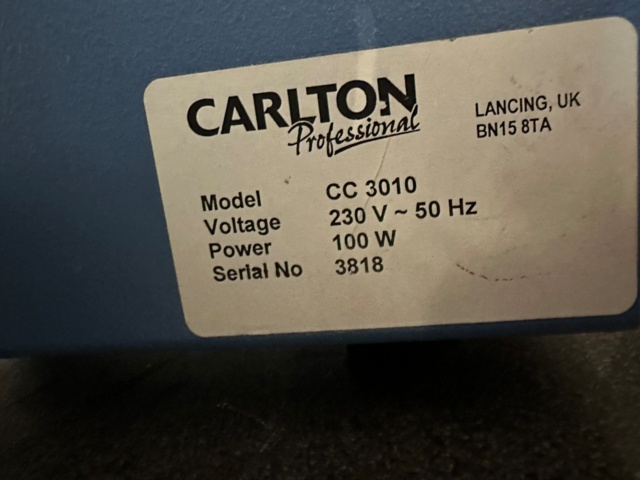 CARLTON
Professional
LANCING, UK
BN15 8TA
Model CC 3010
Voltage 230 V ~ 50 Hz
Power 100 W
Serial No 3818